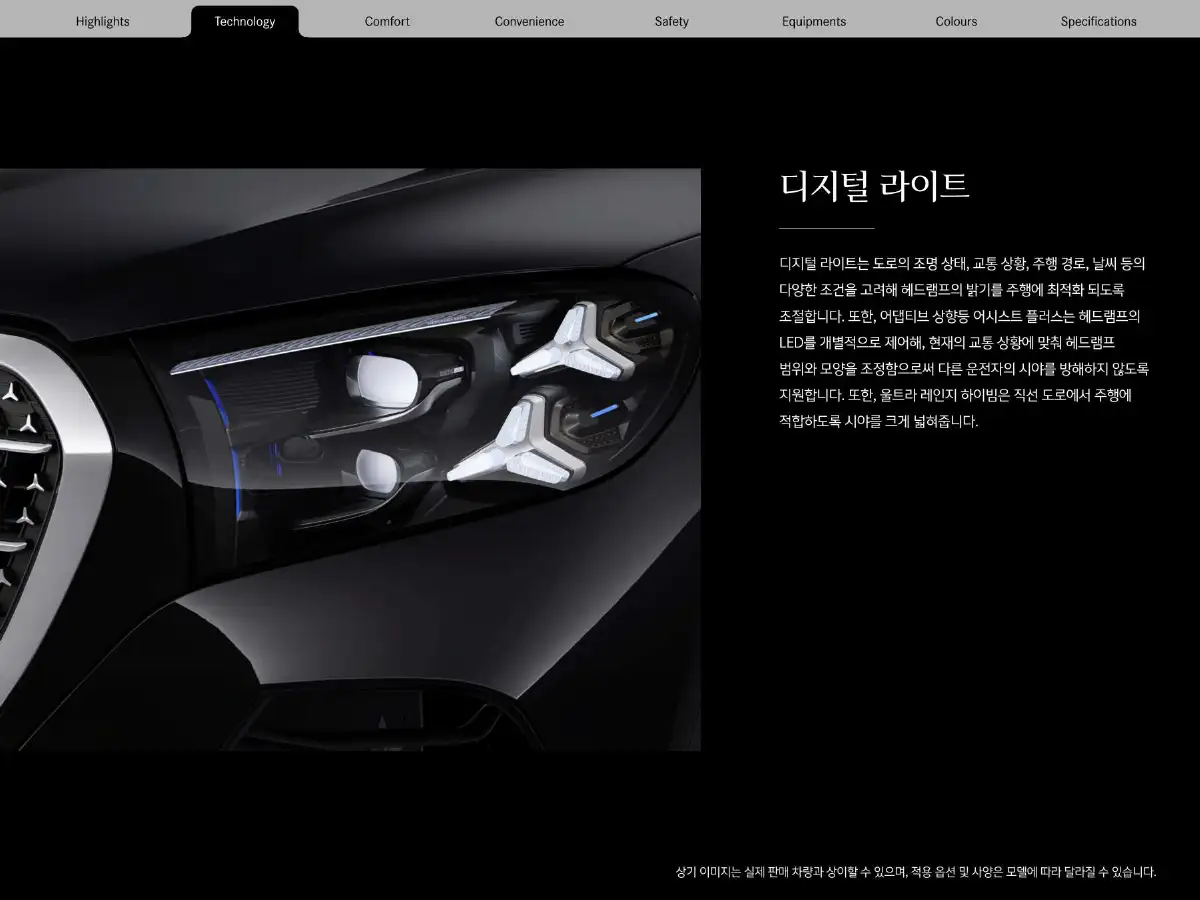 Highlights
Technology
Comfort
Convenience
Safety
Equipments
Colours
Specifications
디지털 라이트
디지털 라이트는 도로의 조명 상태, 교통 상황, 주행 경로, 날씨 등의
다양한 조건을 고려해 헤드램프의 밝기를 주행에 최적화 되도록
조절합니다. 또한, 어댑티브 상향등 어시스트 플러스는 헤드램프의
LED를 개별적으로 제어해, 현재의 교통 상황에 맞춰 헤드램프
범위와 모양을 조정함으로써 다른 운전자의 시야를 방해하지 않도록
지원합니다. 또한, 울트라 레인지 하이빔은 직선 도로에서 주행에
적합하도록 시야를 크게 넓혀줍니다.
상기 이미지는 실제 판매 차량과 상이할 수 있으며, 적용 옵션 및 사양은 모델에 따라 달라질 수 있습니다.